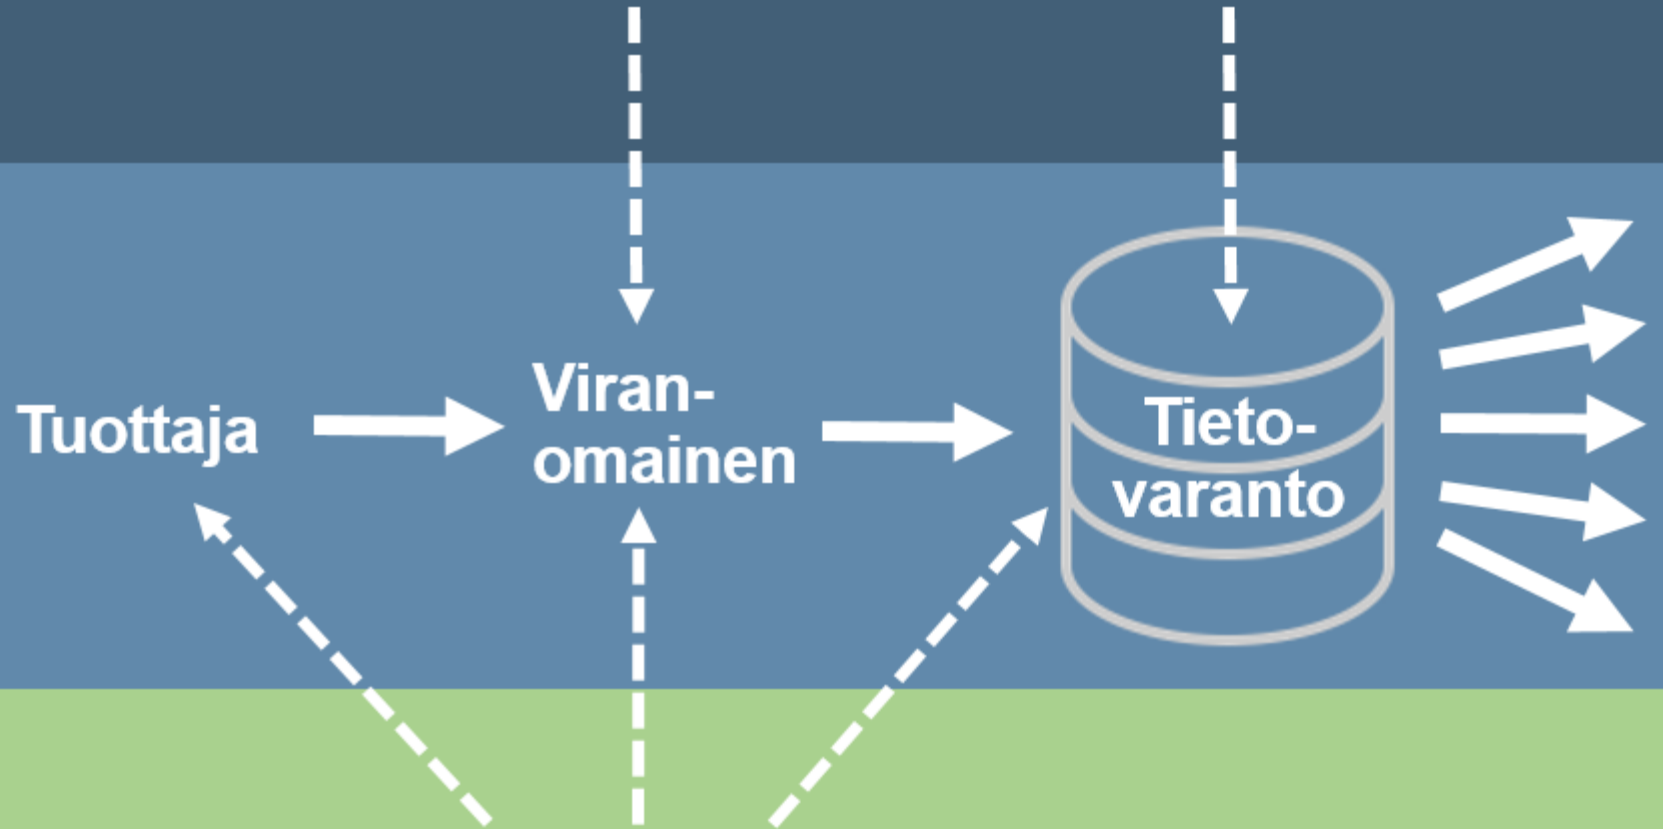 Tuottaja
Viran-
omainen
Tieto-
varanto